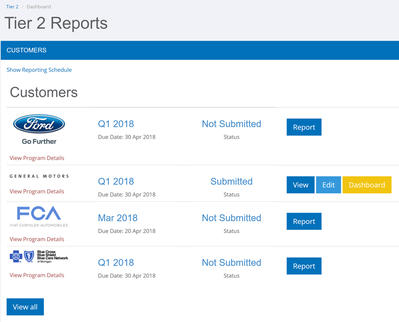 Tier 2 / Dashboard
Tier 2 Reports
CUSTOMERS
Show Reporting Schedule
Customers
Ford
Go Further
Q1 2018
Due Date: 30 Apr 2018
Not Submitted
Status
Report
View Program Details
GENERAL MOTORS
Q1 2018
Due Date: 30 Apr 2018
Submitted
Status
View
Edit
Dashboard
View Program Details
FCA
FIAT CHRYSLER AUTOMOBILES
Mar 2018
Due Date: 20 Apr 2018
Not Submitted
Status
Report
View Program Details
Blue Cross
Blue Shield
Blue Care Network
of Michigan
Q1 2018
Due Date: 30 Apr 2018
Not Submitted
Status
Report
View Program Details
View all